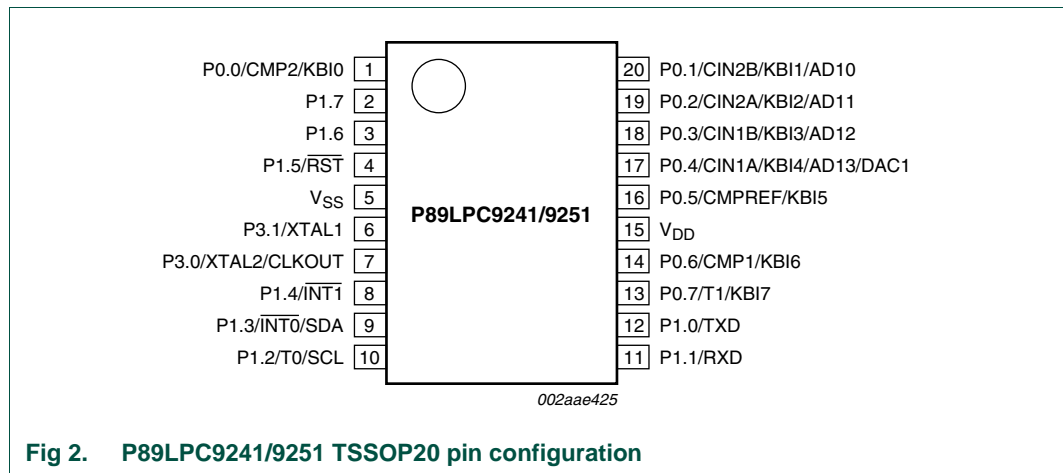 P0.0/CMP2/KBI0 1
P1.7 2
P1.6 3
P1.5/RST 4
VSS 5
P3.1/XTAL1 6
P3.0/XTAL2/CLKOUT 7
P1.4/INT1 8
P1.3/INT0/SDA 9
P1.2/T0/SCL 10
P89LPC9241/9251
20 P0.1/CIN2B/KBI1/AD10
19 P0.2/CIN2A/KBI2/AD11
18 P0.3/CIN1B/KBI3/AD12
17 P0.4/CIN1A/KBI4/AD13/DAC1
16 P0.5/CMPREF/KBI5
15 VDD
14 P0.6/CMP1/KBI6
13 P0.7/T1/KBI7
12 P1.0/TXD
11 P1.1/RXD
002aae425
Fig 2. P89LPC9241/9251 TSSOP20 pin configuration